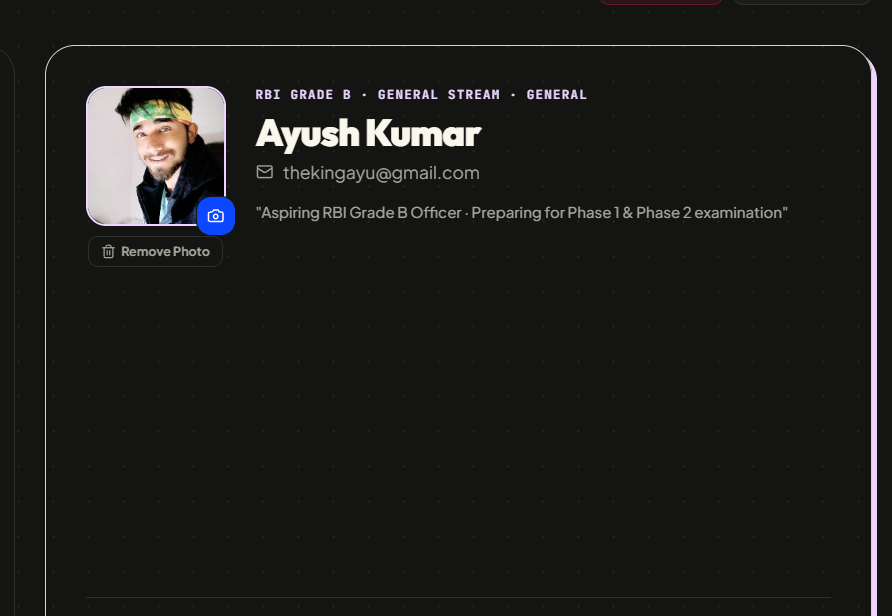 RBI GRADE B · GENERAL STREAM · GENERAL
Ayush Kumar
thekingayu@gmail.com
"Aspiring RBI Grade B Officer · Preparing for Phase 1 & Phase 2 examination"
Remove Photo